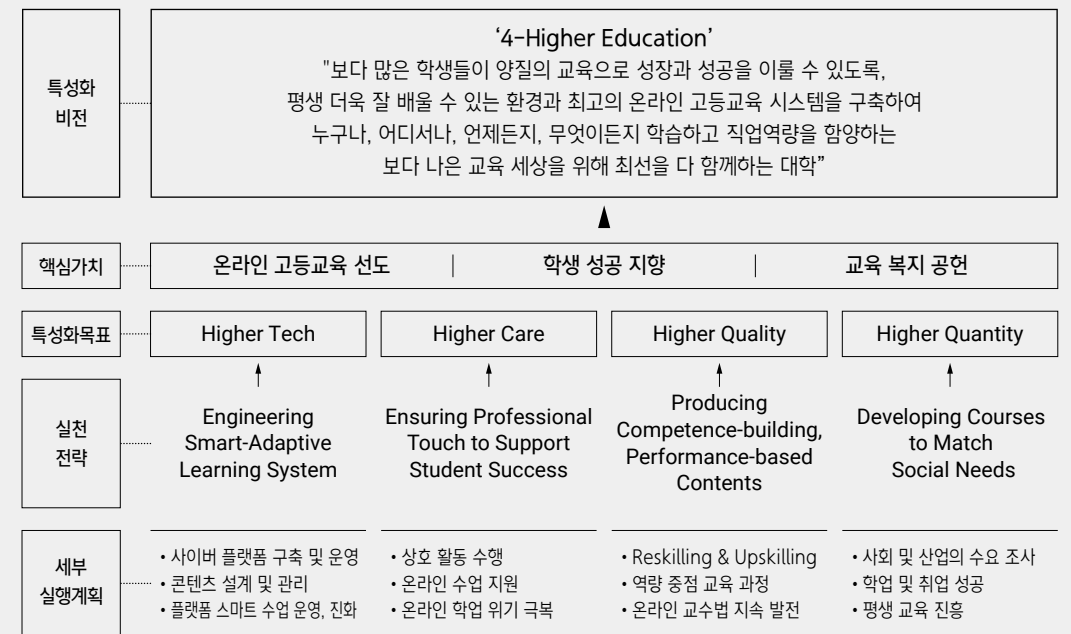 특성화
비전
‘4-Higher Education’
"보다 많은 학생들이 양질의 교육으로 성장과 성공을 이룰 수 있도록,
평생 더욱 잘 배울 수 있는 환경과 최고의 온라인 고등교육 시스템을 구축하여
누구나, 어디서나, 언제든지, 무엇이든지 학습하고 직업역량을 함양하는
보다 나은 교육 세상을 위해 최선을 다 함께하는 대학”
핵심가치
온라인 고등교육 선도 | 학생 성공 지향 | 교육 복지 공헌
특성화목표
Higher Tech
Higher Care
Higher Quality
Higher Quantity
실천
전략
Engineering
Smart-Adaptive
Learning System
Ensuring Professional
Touch to Support
Student Success
Producing
Competence-building,
Performance-based
Contents
Developing Courses
to Match
Social Needs
세부
실행계획
• 사이버 플랫폼 구축 및 운영
• 콘텐츠 설계 및 관리
• 플랫폼 스마트 수업 운영, 진화
• 상호 활동 수행
• 온라인 수업 지원
• 온라인 학업 위기 극복
• Reskilling & Upskilling
• 역량 중점 교육 과정
• 온라인 교수법 지속 발전
• 사회 및 산업의 수요 조사
• 학업 및 취업 성공
• 평생 교육 진흥